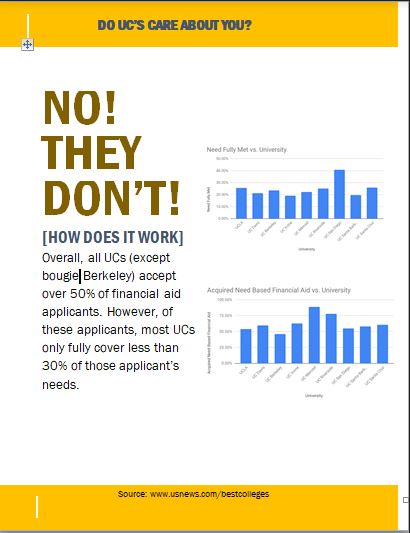 DO UC'S CARE ABOUT YOU?
NO!
THEY
DON'T!
[HOW DOES IT WORK]
Overall, all UCs (except
bougie Berkeley) accept
over 50% of financial aid
applicants. However, of
these applicants, most UCs
only fully cover less than
30% of those applicant's
needs.
Need Fully Met vs. University
Need Fully Met
50.00%
40.00%
30.00%
20.00%
10.00%
0.00%
UCLA
UC Davis
UC Berkeley
UC Irvine
UC Merced
UC Riverside
UC San Diego
UC Santa Barb..
UC Santa Cruz
University
Acquired Need Based Financial Aid vs. University
Acquired Need Based Financial Aid
100.00%
75.00%
50.00%
25.00%
0.00%
UCLA
UC Davis
UC Berkeley
UC Irvine
UC Merced
UC Riverside
UC San Diego
UC Santa Barb..
UC Santa Cruz
University
Source: www.usnews.com/bestcolleges